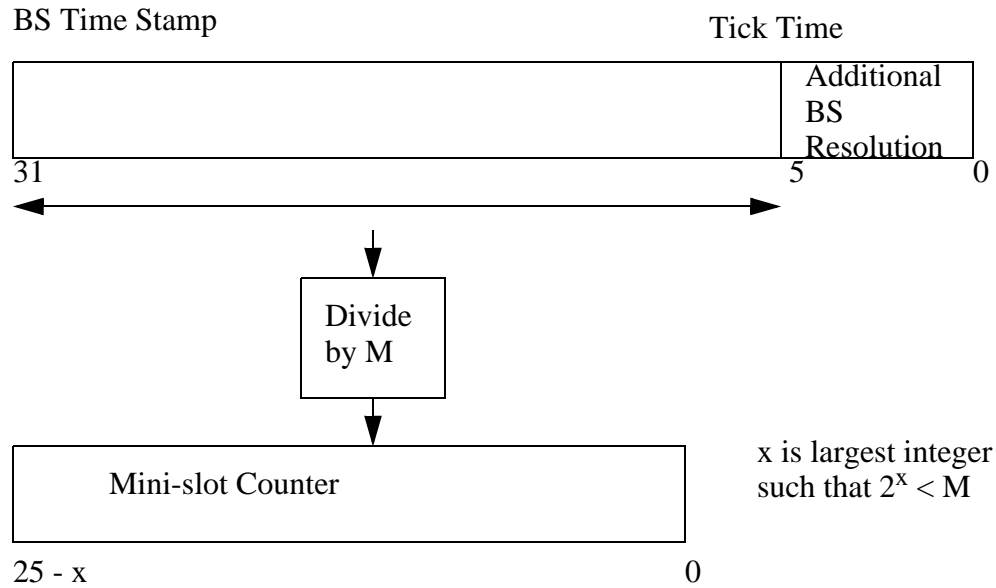 BS Time Stamp
Tick Time
Additional
BS
Resolution
31
5
0
Divide
by M
Mini-slot Counter
x is largest integer
such that 2^x < M
25 - x
0